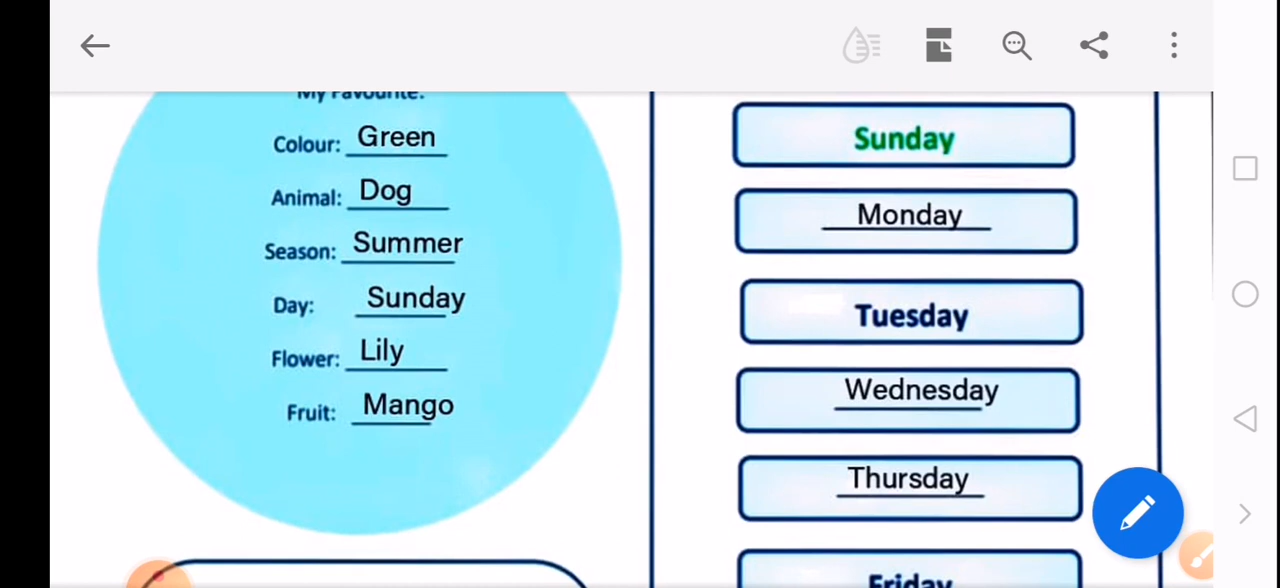 My Favourite:
Colour: Green
Animal: Dog
Season: Summer
Day: Sunday
Flower: Lily
Fruit: Mango
Sunday
Monday
Tuesday
Wednesday
Thursday
Friday